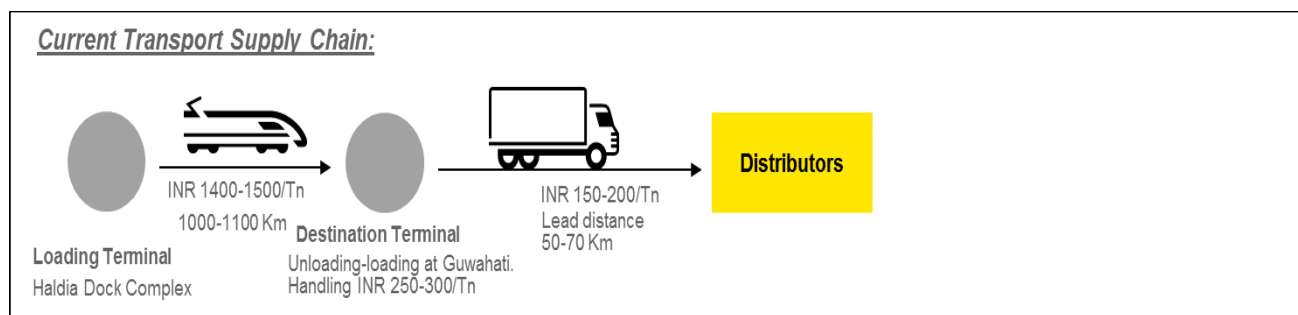 Current Transport Supply Chain:
INR 1400-1500/Tn
1000-1100 Km
Loading Terminal
Haldia Dock Complex
Destination Terminal
Unloading-loading at Guwahati.
Handling INR 250-300/Tn
INR 150-200/Tn
Lead distance
50-70 Km
Distributors